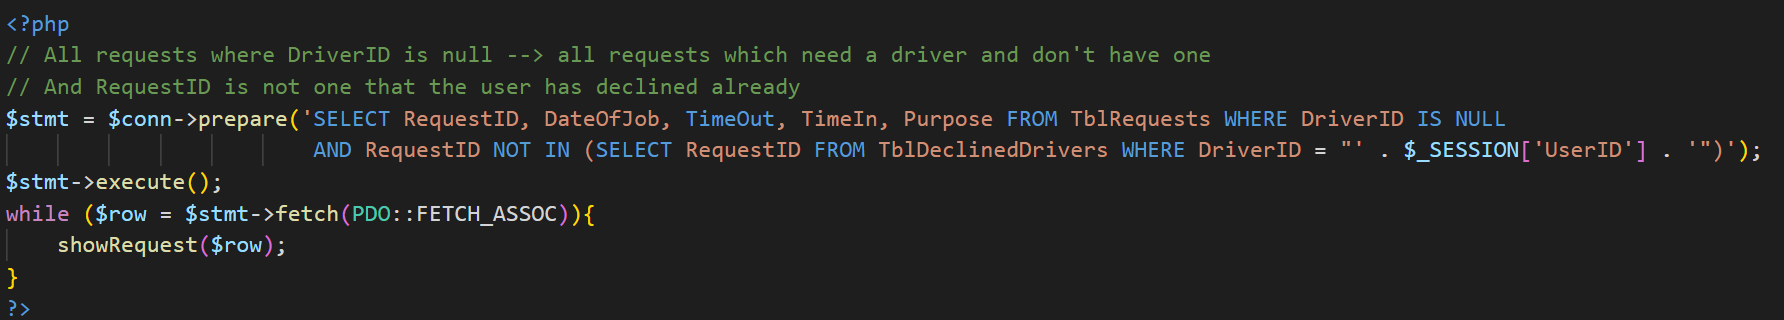 <?php
// All requests where DriverID is null --> all requests which need a driver and don't have one
// And RequestID is not one that the user has declined already
$stmt = $conn->prepare('SELECT RequestID, DateOfJob, TimeOut, TimeIn, Purpose FROM TblRequests WHERE DriverID IS NULL
                        AND RequestID NOT IN (SELECT RequestID FROM TblDeclinedDrivers WHERE DriverID = "' . $_SESSION['UserID'] . '")');
$stmt->execute();
while ($row = $stmt->fetch(PDO::FETCH_ASSOC)){
    showRequest($row);
}
?>